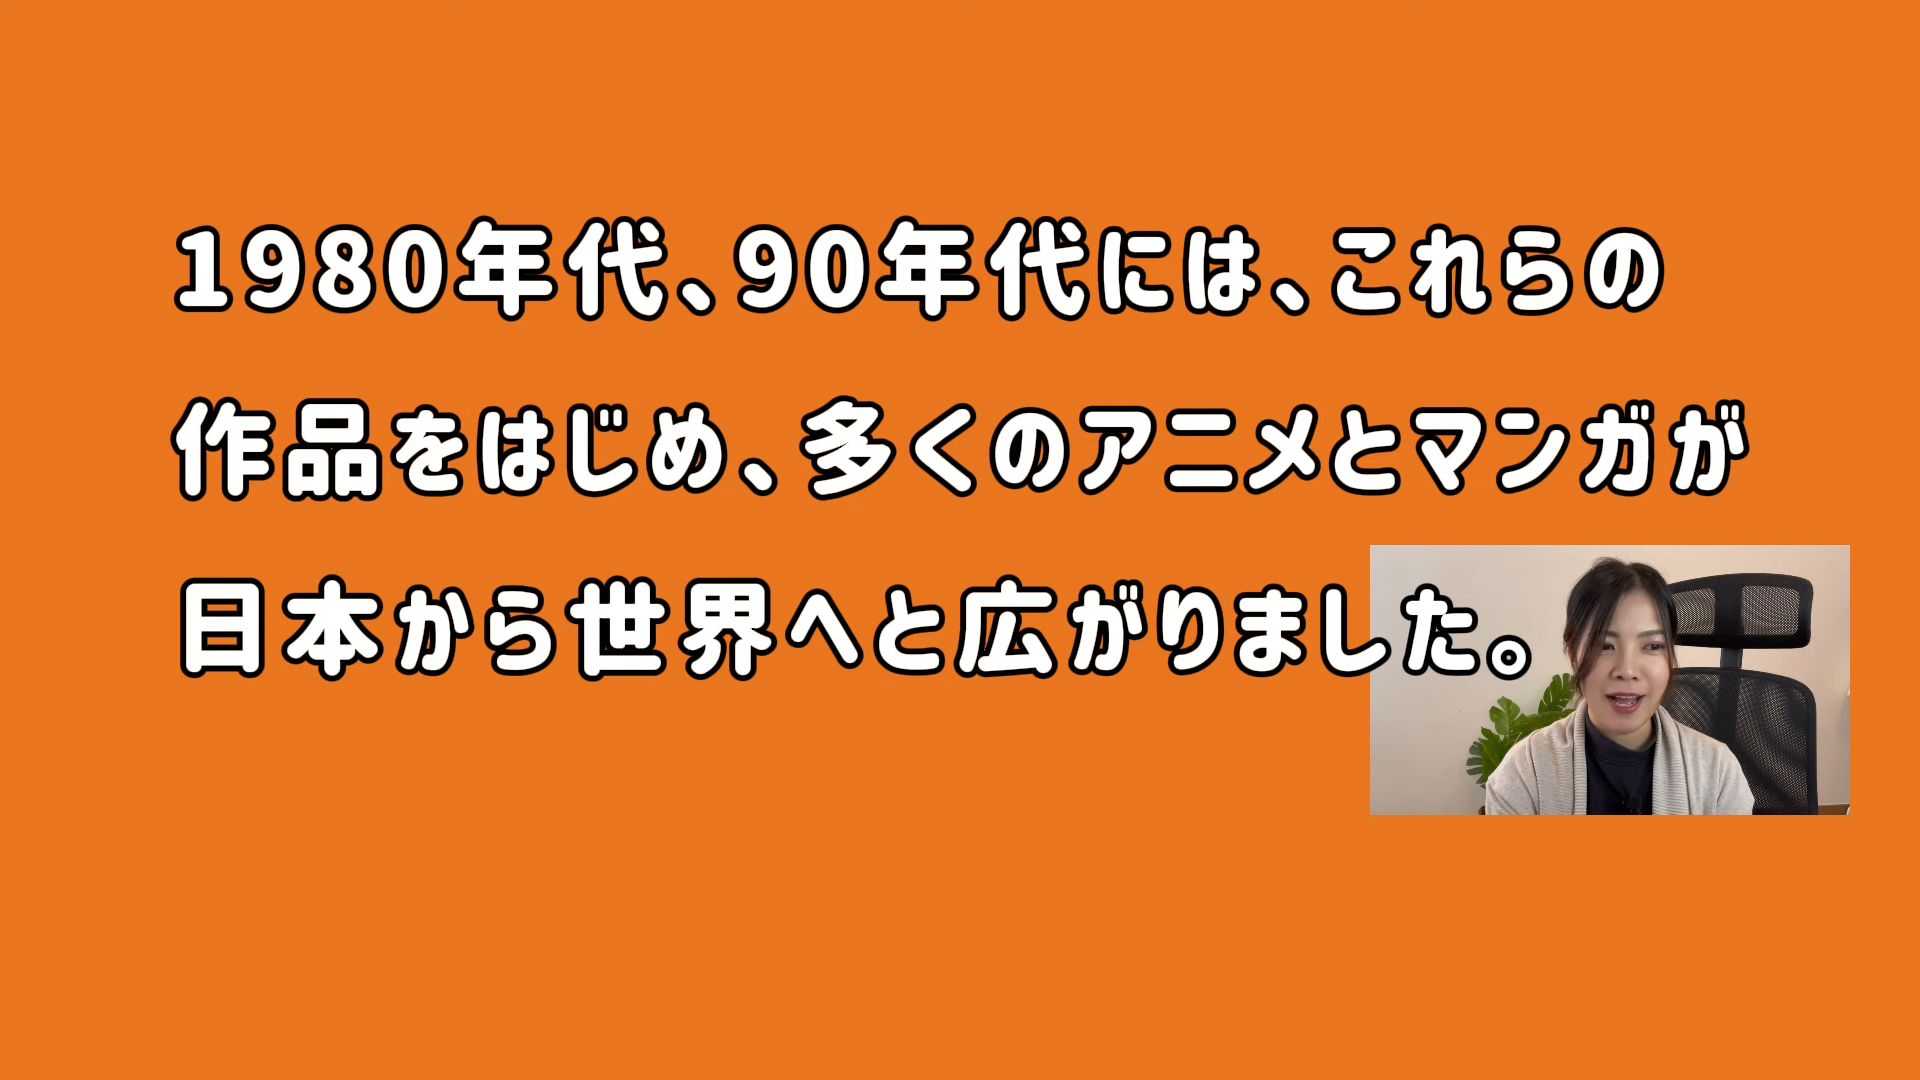 1980年代、90年代には、これらの
作品をはじめ、多くのアニメとマンガが
日本から世界へと広がりました。